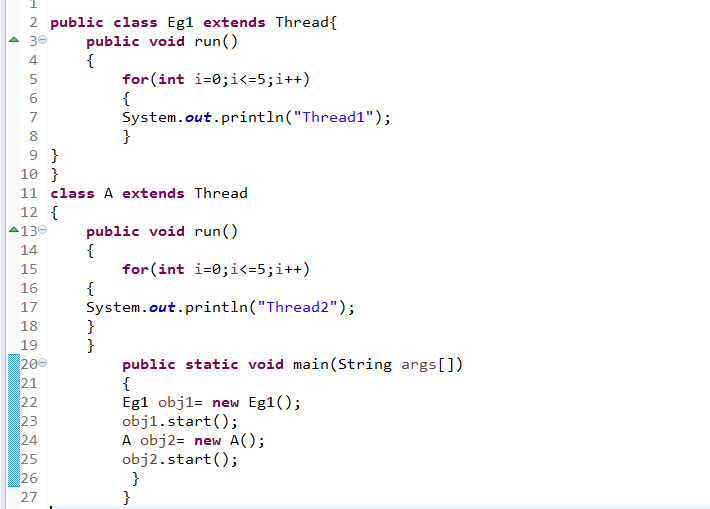 1
2 public class Eg1 extends Thread{
3 public void run()
4 {
5 for(int i=0;i<=5;i++)
6 {
7 System.out.println("Thread1");
8 }
9 }
10 }
11 class A extends Thread
12 {
13 public void run()
14 {
15 for(int i=0;i<=5;i++)
16 {
17 System.out.println("Thread2");
18 }
19 }
20 public static void main(String args[])
21 {
22 Eg1 obj1= new Eg1();
23 obj1.start();
24 A obj2= new A();
25 obj2.start();
26 }
27 }